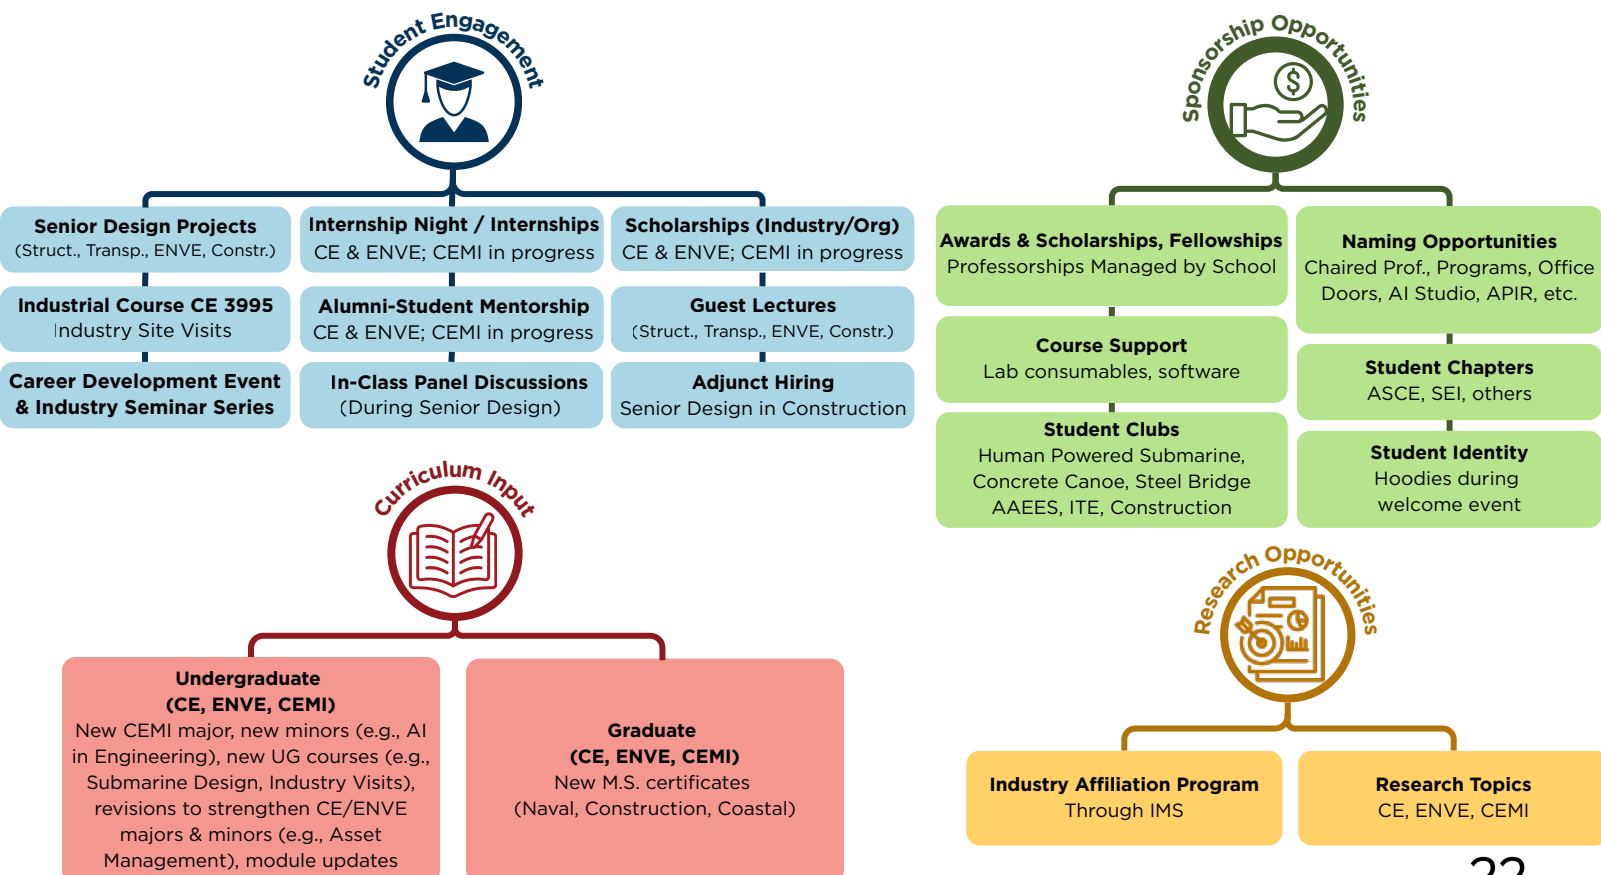 Student Engagement
Senior Design Projects
(Struct., Transp., ENVE, Constr.)
Internship Night / Internships
CE & ENVE; CEMI in progress
Scholarships (Industry/Org)
CE & ENVE; CEMI in progress
Industrial Course CE 3995
Industry Site Visits
Alumni-Student Mentorship
CE & ENVE; CEMI in progress
Guest Lectures
(Struct., Transp., ENVE, Constr.)
Career Development Event
& Industry Seminar Series
In-Class Panel Discussions
(During Senior Design)
Adjunct Hiring
Senior Design in Construction
Sponsorship Opportunities
$
Awards & Scholarships, Fellowships
Professorships Managed by School
Naming Opportunities
Chaired Prof., Programs, Office
Doors, AI Studio, APIR, etc.
Course Support
Lab consumables, software
Student Chapters
ASCE, SEI, others
Student Clubs
Human Powered Submarine,
Concrete Canoe, Steel Bridge
AAEES, ITE, Construction
Student Identity
Hoodies during
welcome event
Curriculum Input
Undergraduate
(CE, ENVE, CEMI)
New CEMI major, new minors (e.g., AI
in Engineering), new UG courses (e.g.,
Submarine Design, Industry Visits),
revisions to strengthen CE/ENVE
majors & minors (e.g., Asset
Management), module updates
Graduate
(CE, ENVE, CEMI)
New M.S. certificates
(Naval, Construction, Coastal)
Research Opportunities
Industry Affiliation Program
Through IMS
Research Topics
CE, ENVE, CEMI